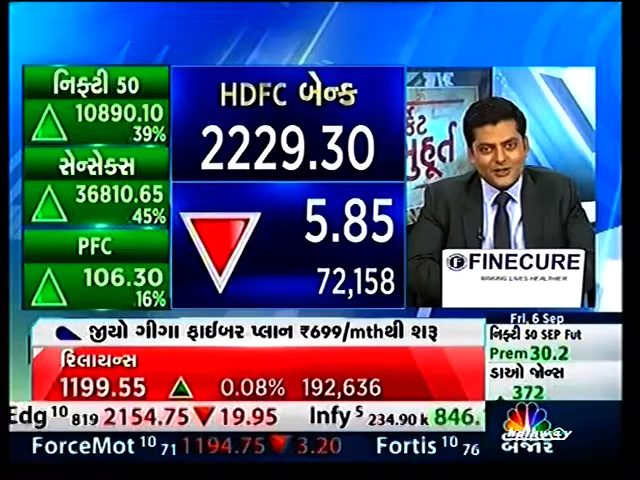 નિફ્ટી 50
10890.10
.39%
સેન્સેક્સ
36810.65
.45%
PFC
106.30
.16%
HDFC બેન્ક
2229.30
5.85
72,158
FINECURE
MAKING LIVES HEALTHIER
જીયો ગીગા ફાઈબર પ્લાન ₹699/mthથી શરૂ
રિલાયન્સ
1199.55 0.08% 192,636
Fri, 6 Sep
નિફ્ટી 50 SEP Fut
Prem 30.2
ડાઓ જોન્સ
372
Edg 10 819 2154.75 19.95 Infy 5 234.90 k 846.
ForceMot 10 71 1194.75 3.20 Fortis 10 76
બજાર